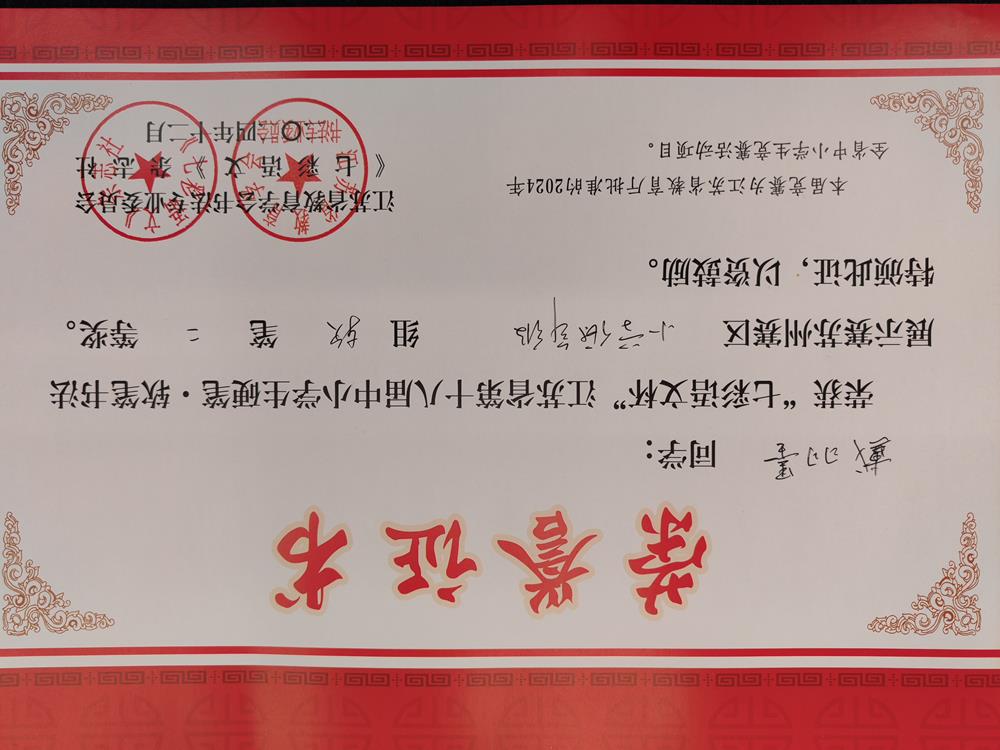 荣誉证书
戴羽墨 同学：
荣获“七彩语文杯”江苏省第十八届中小学生硬笔·软笔书法
展示赛苏州赛区 小学低年级 组 软 笔 二 等奖。
特颁此证，以资鼓励。
本届竞赛为江苏省教育厅批准的2024年
全省中小学生竞赛活动项目。
江苏省教育学会书法专业委员会
《七彩语文》杂志社
〇二四年十二月